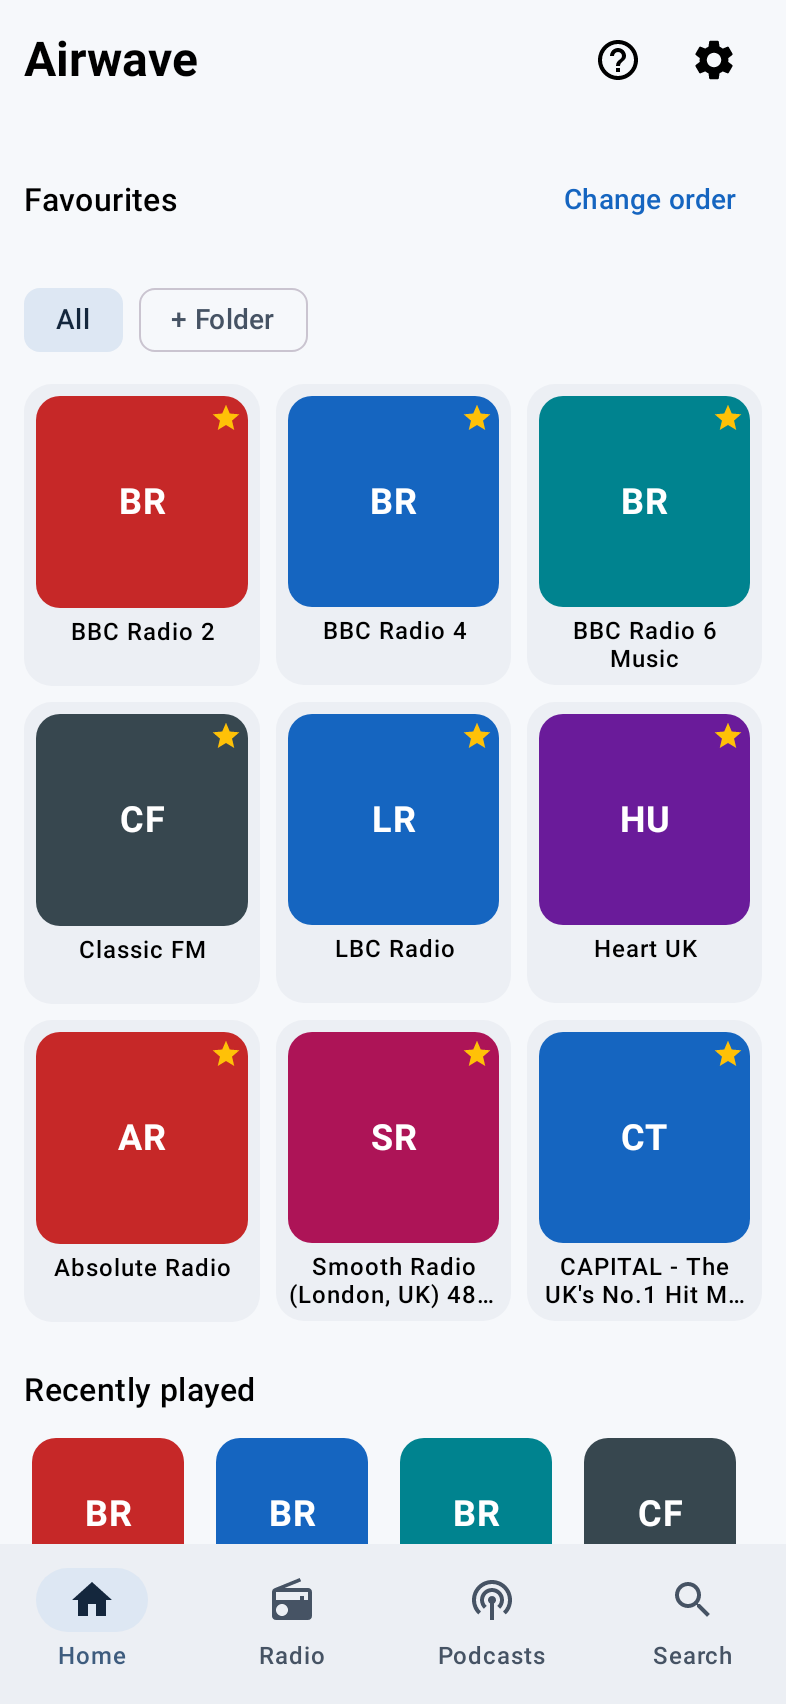 Airwave
Favourites
Change order
All
+ Folder
BR
BR
BR
BBC Radio 2
BBC Radio 4
BBC Radio 6
Music
CF
LR
HU
Classic FM
LBC Radio
Heart UK
AR
SR
CT
Absolute Radio
Smooth Radio
(London, UK) 48…
CAPITAL - The
UK's No.1 Hit M…
Recently played
BR
BR
BR
CF
Home
Radio
Podcasts
Search